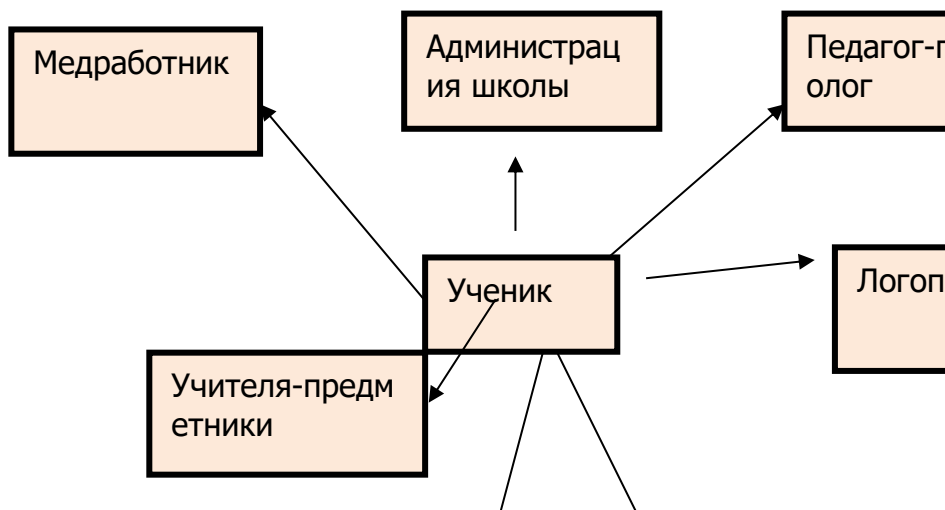 Медработник
Администрац
ия школы
Педагог-п
олог
Ученик
Логоп
Учителя-предм
етники